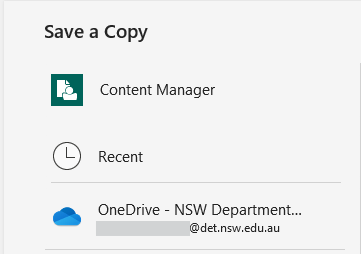 Save a Copy
Content Manager
Recent
OneDrive - NSW Department...
@det.nsw.edu.au